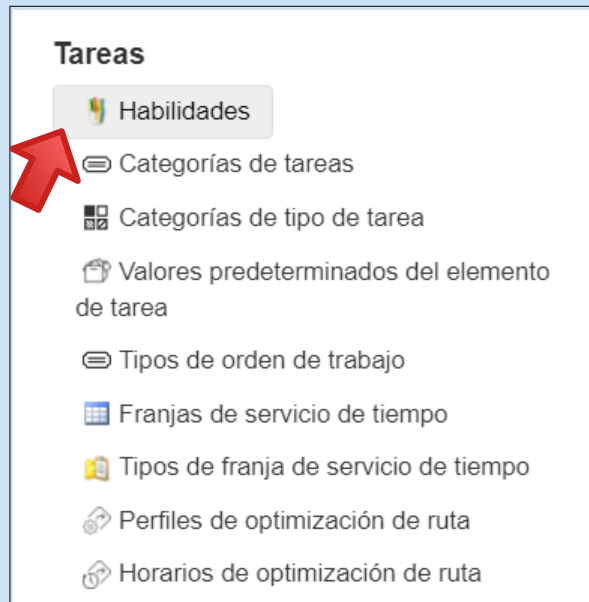 Tareas
Habilidades
Categorías de tareas
Categorías de tipo de tarea
Valores predeterminados del elemento
de tarea
Tipos de orden de trabajo
Franjas de servicio de tiempo
Tipos de franja de servicio de tiempo
Perfiles de optimización de ruta
Horarios de optimización de ruta